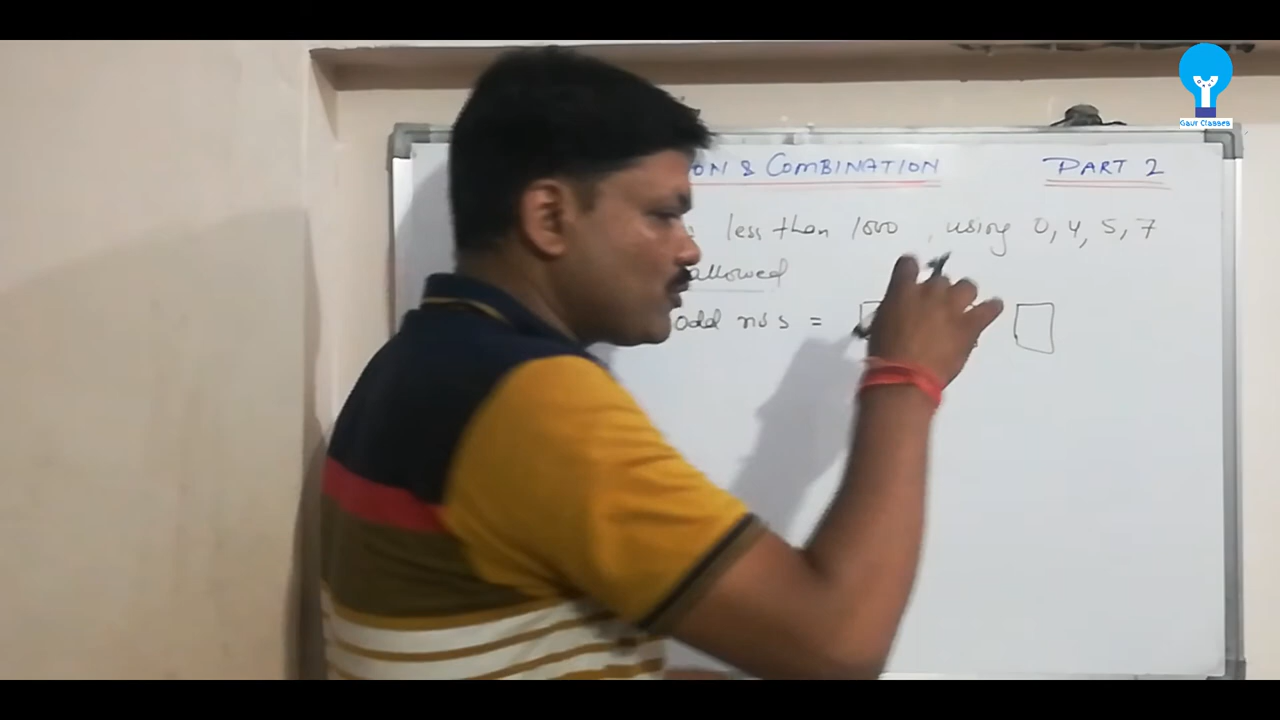 ON & COMBINATION PART 2
less than 1000, using 0, 4, 5, 7
allowed
odd nos =
Gaur Classes